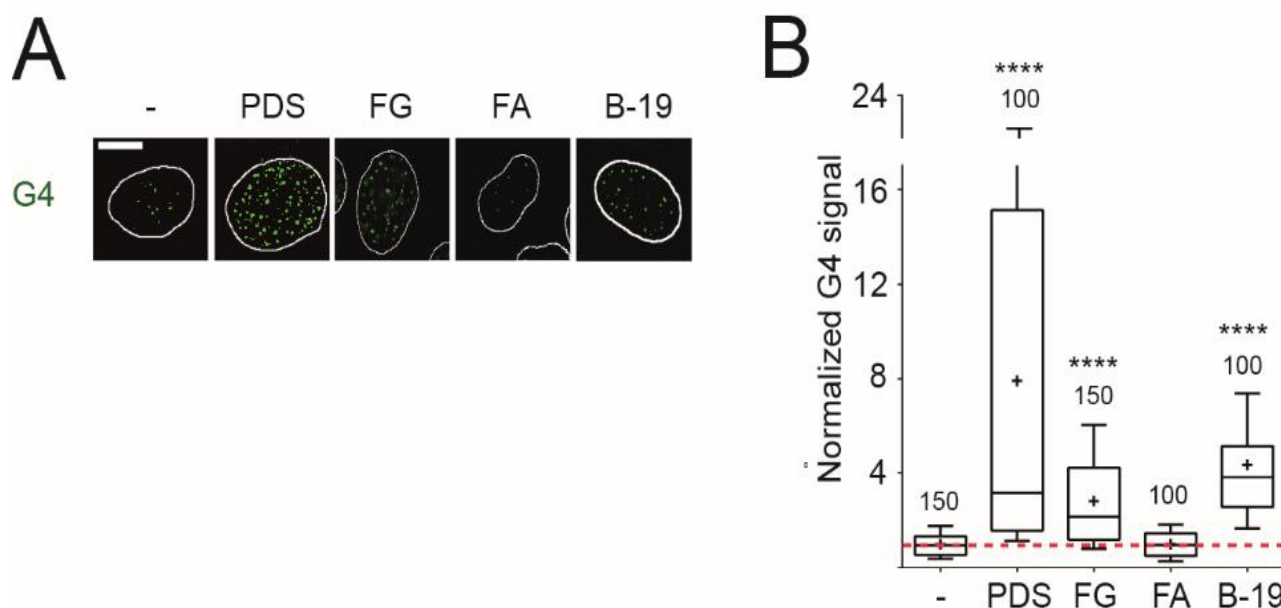 A
- PDS FG FA B-19
G4
B
Normalized G4 signal
24
16
12
8
4
150
****
100
****
150
100
****
100
- PDS FG FA B-19